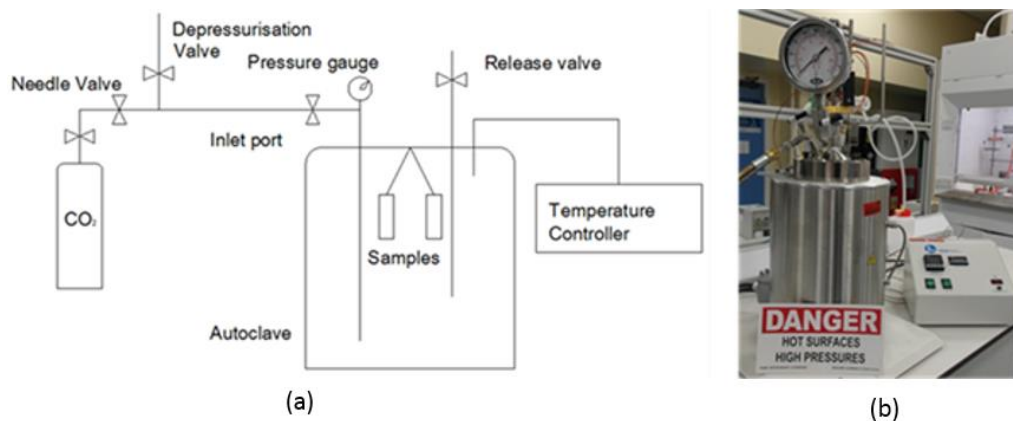 Depressurisation
Valve
Needle Valve
Pressure gauge
Release valve
Inlet port
CO₂
Samples
Temperature
Controller
Autoclave
(a)
DANGER
HOT SURFACES
HIGH PRESSURES
(b)